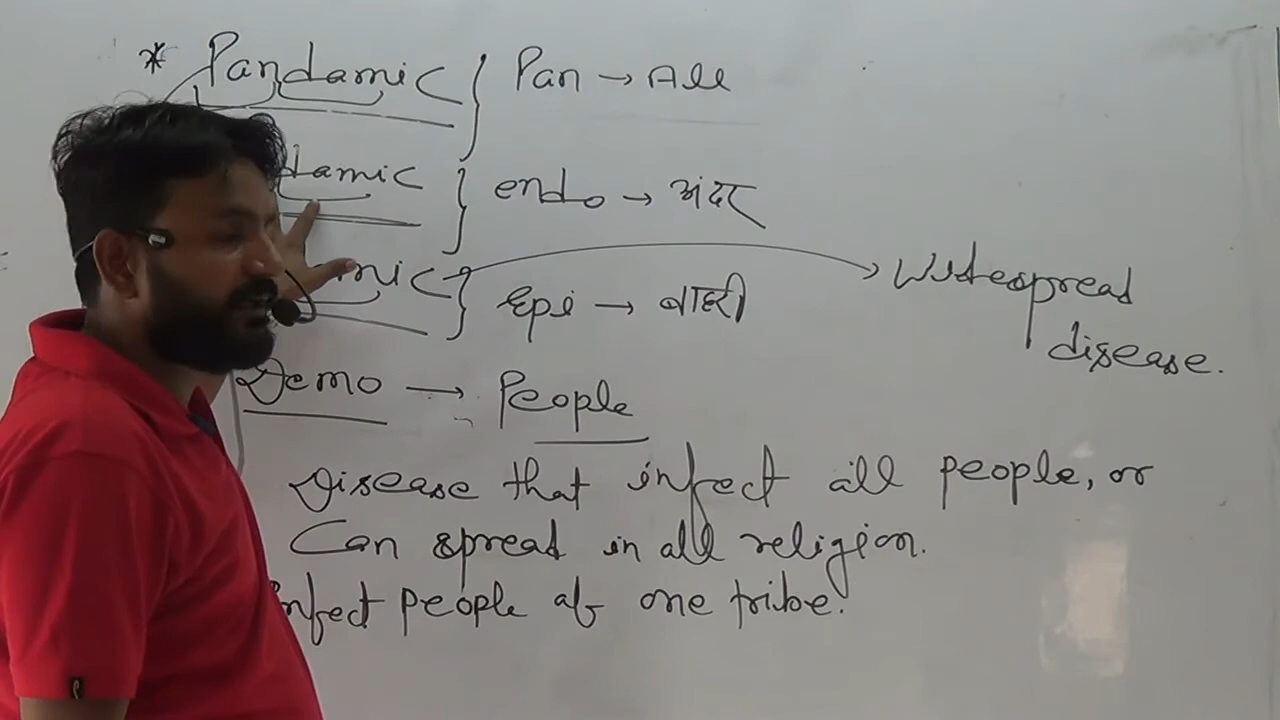 * Pandamic } Pan → All
damic } endo → अंदर
mic } Epi → बाहरी → Widespread
disease.
Demo → People
Disease that infect all people, or
Can spread in all religion.
Infect people of one tribe.